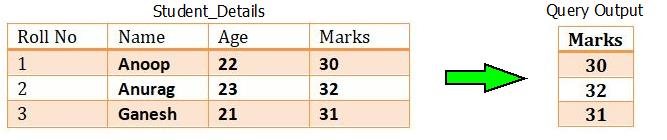 Student_Details
Roll No Name Age Marks
1 Anoop 22 30
2 Anurag 23 32
3 Ganesh 21 31
Query Output
Marks
30
32
31